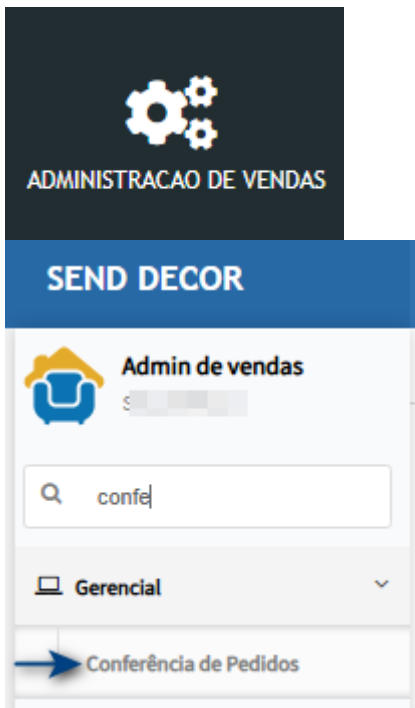 ADMINISTRACAO DE VENDAS
SEND DECOR
Admin de vendas
confe
Gerencial
Conferência de Pedidos